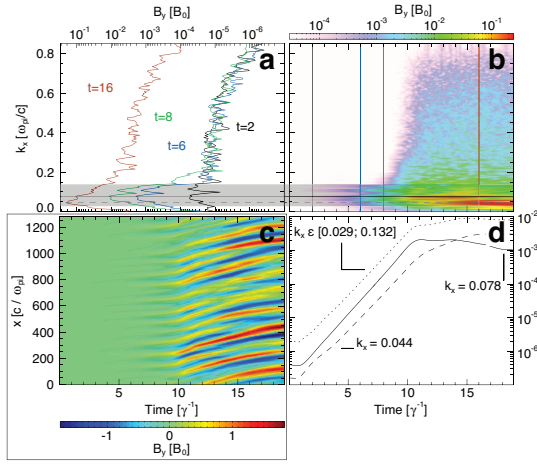 B_y [B_0]
10^-1 10^-2 10^-3 10^-4 10^-5 10^-6
B_y [B_0]
10^-4 10^-3 10^-2 10^-1
k_x [ω_pi/c]
0.8
0.6
0.4
0.2
0.0
a
t=16
t=8
t=6
t=2
b
x [c / ω_pi]
1200
1000
800
600
400
200
0
c
5 10 15
Time [γ^-1]
-1 0 1
B_y [B_0]
d
k_x ε [0.029; 0.132]
k_x = 0.078
k_x = 0.044
10^-2
10^-3
10^-4
10^-5
10^-6
5 10 15
Time [γ^-1]